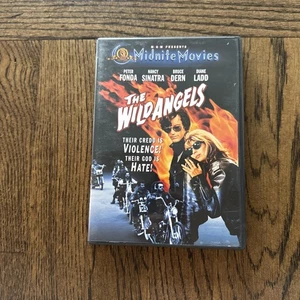 MGM PRESENTS
Midnite Movies
PETER FONDA NANCY SINATRA BRUCE DERN DIANE LADD
THE
WILD ANGELS
THEIR CREED IS
VIOLENCE!
THEIR GOD IS
HATE!